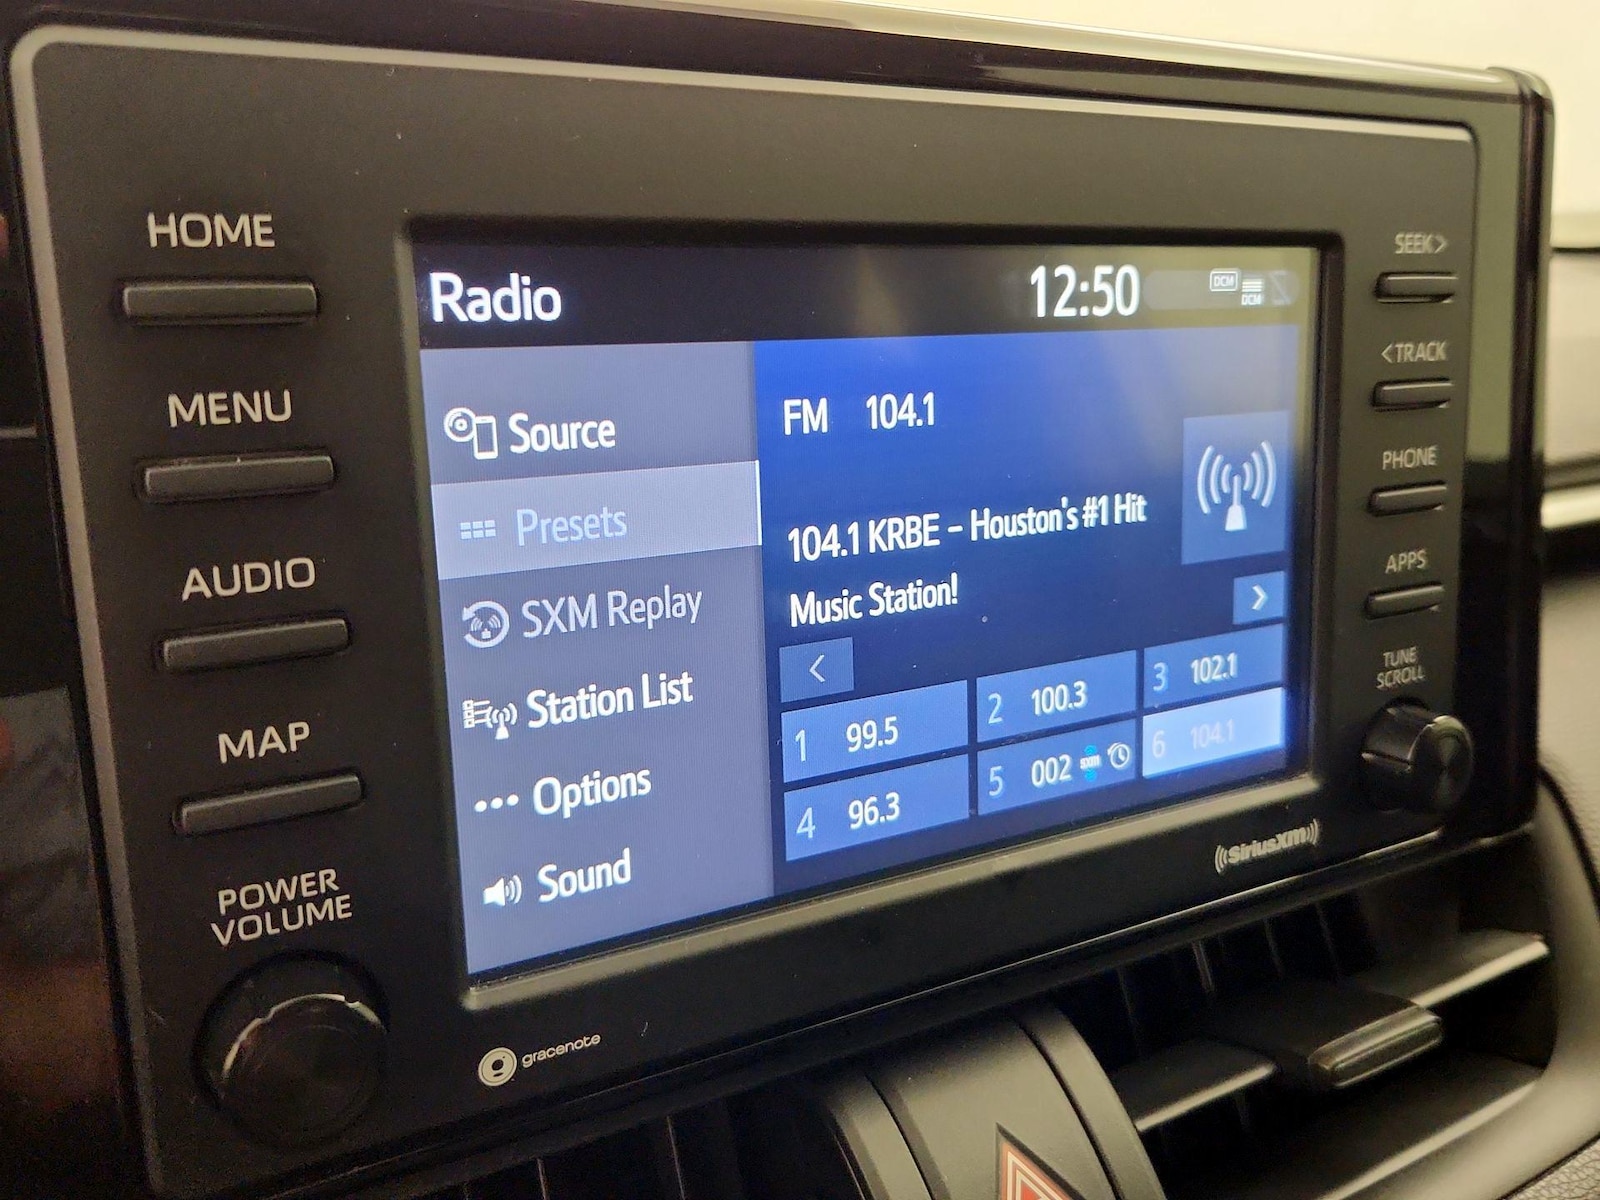 HOME
MENU
AUDIO
MAP
POWER
VOLUME
Radio
12:50
DCM
DCM
Source
Presets
SXM Replay
Station List
Options
Sound
FM 104.1
104.1 KRBE – Houston's #1 Hit
Music Station!
<
>
1 99.5
2 100.3
3 102.1
4 96.3
5 002 sxm
6 104.1
SEEK>
<TRACK
PHONE
APPS
TUNE
SCROLL
SiriusXM
gracenote